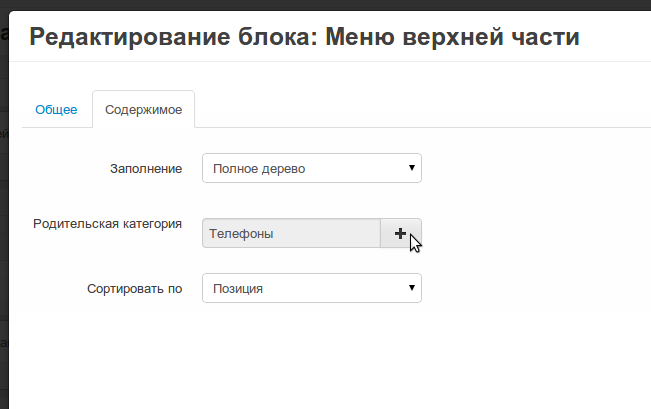 Редактирование блока: Меню верхней части
Общее
Содержимое
Заполнение
Полное дерево
Родительская категория
Телефоны
Сортировать по
Позиция